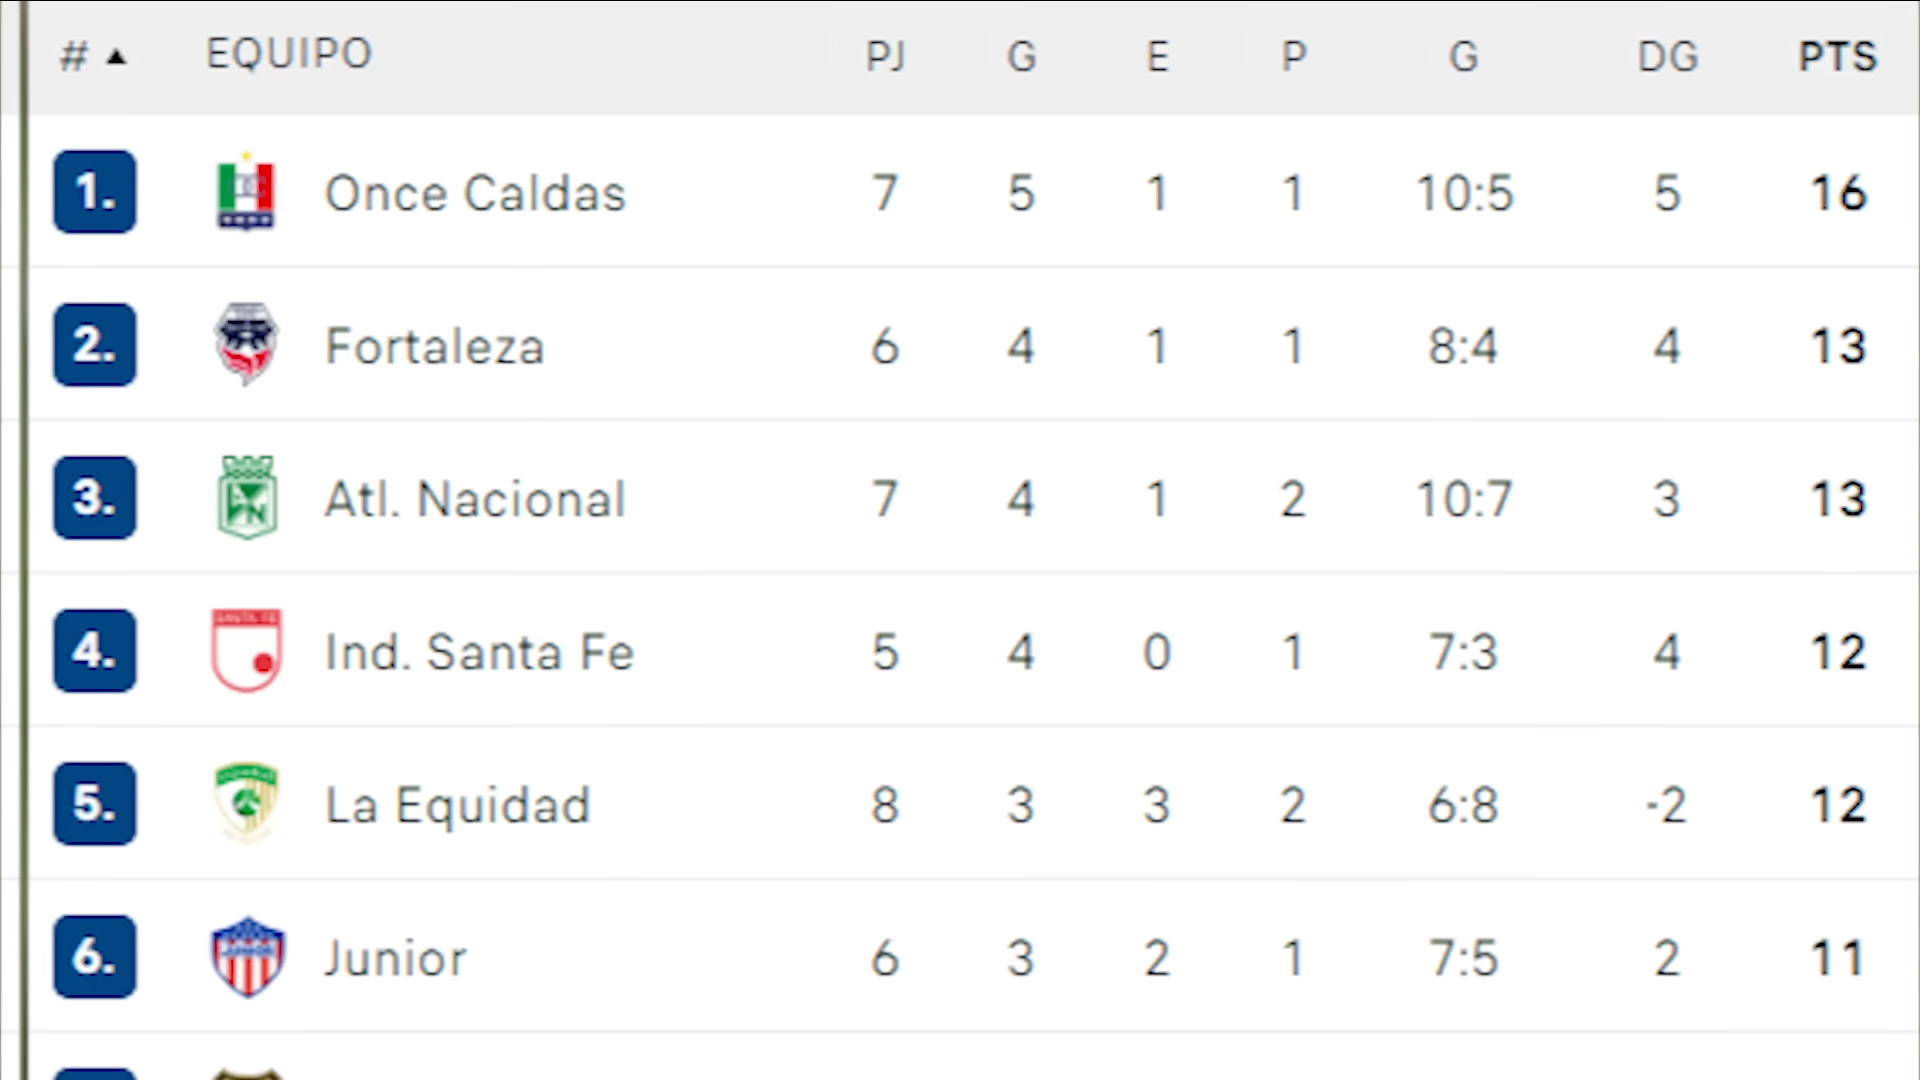 # ▲ EQUIPO PJ G E P G DG PTS
1. Once Caldas 7 5 1 1 10:5 5 16
2. Fortaleza 6 4 1 1 8:4 4 13
3. Atl. Nacional 7 4 1 2 10:7 3 13
4. SANTA FE Ind. Santa Fe 5 4 0 1 7:3 4 12
5. La Equidad 8 3 3 2 6:8 -2 12
6. JUNIOR Junior 6 3 2 1 7:5 2 11